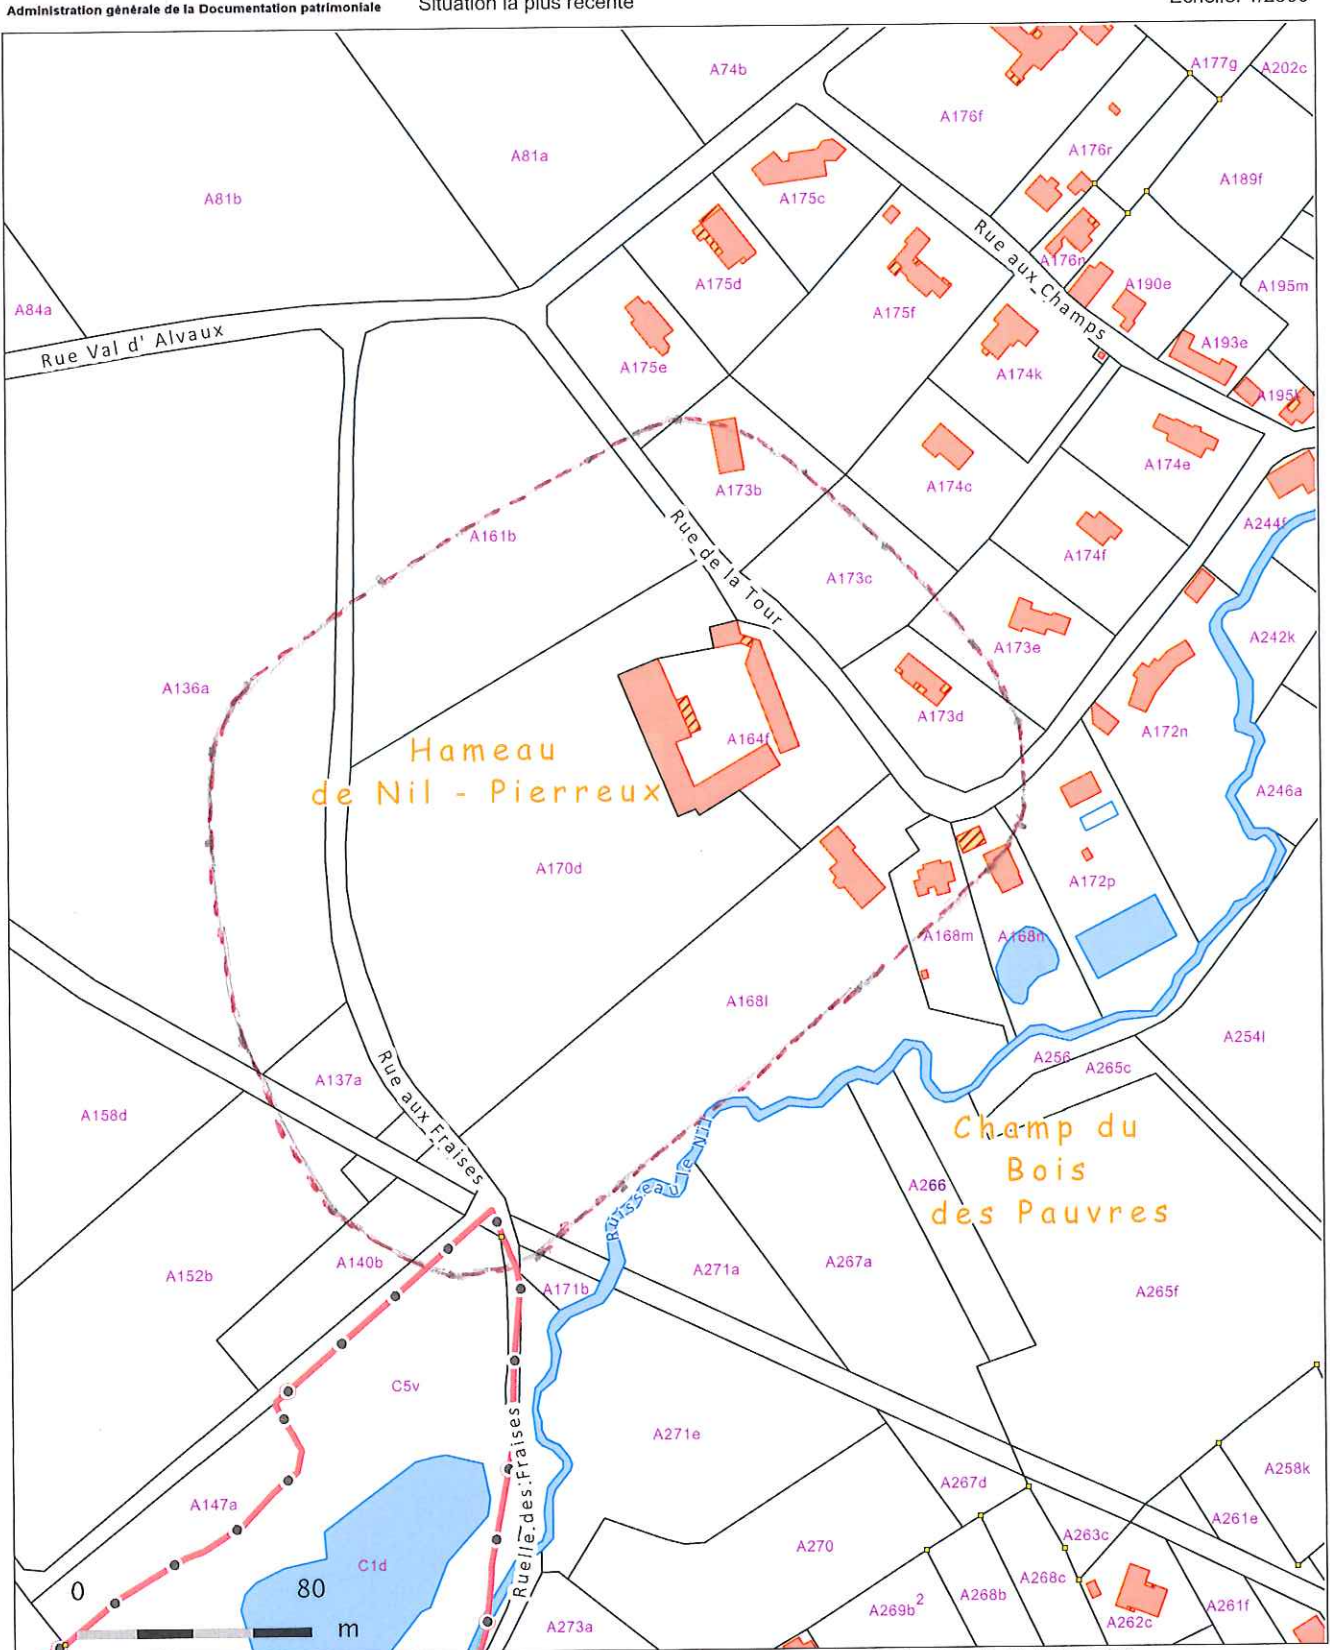 Administration générale de la Documentation patrimoniale
Situation la plus récente
A74b
A177g
A202c
A176f
A81a
A176r
A81b
A175c
A189f
Rue aux Champs
A176n
A175d
A190e
A195m
A84a
A175f
Rue Val d' Alvaux
A193e
A175e
A174k
A174e
A173b
A174c
A161b
Rue de la Tour
A174f
A173c
A242k
A173e
A136a
A173d
A172n
A164f
Hameau
de Nil - Pierreux
A246a
A170d
A172p
A168m
A168n
A168l
A254l
A256
A265c
A137a
Rue aux Fraises
A158d
Champ du
Bois
des Pauvres
A266
Ruisseau le Nil
A140b
A152b
A271a
A267a
A171b
A265f
C5v
A271e
A258k
A267d
A147a
A261e
A263c
A270
C1d
Ruelle des Fraises
A268c
A268b
A269b2
A261f
A262c
A273a
0
80
m